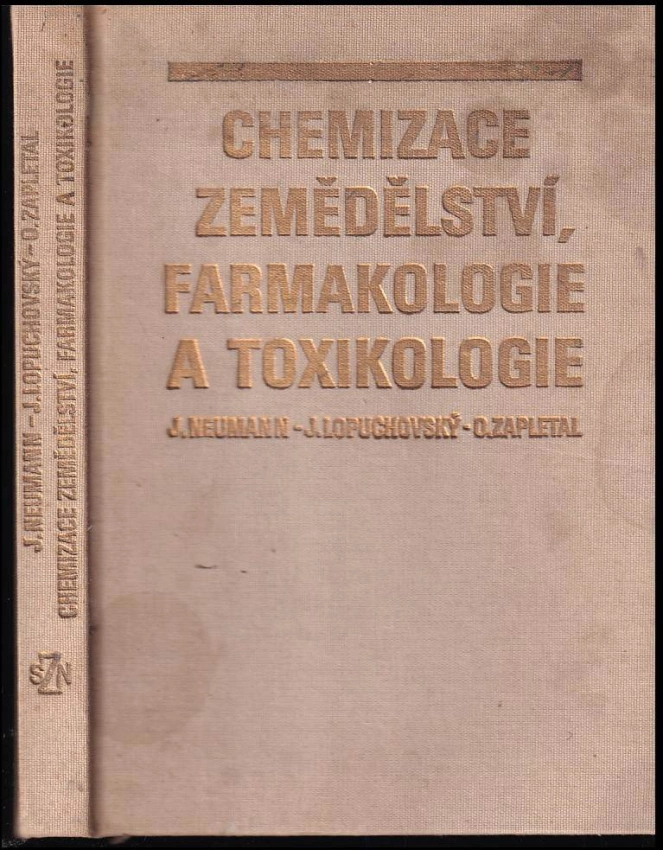 J.NEUMANN-J.LOPUCHOVSKÝ-O.ZAPLETAL
CHEMIZACE ZEMĚDĚLSTVÍ, FARMAKOLOGIE A TOXIKOLOGIE
SZN
CHEMIZACE
ZEMĚDĚLSTVÍ,
FARMAKOLOGIE
A TOXIKOLOGIE
J.NEUMANN-J.LOPUCHOVSKÝ-O.ZAPLETAL